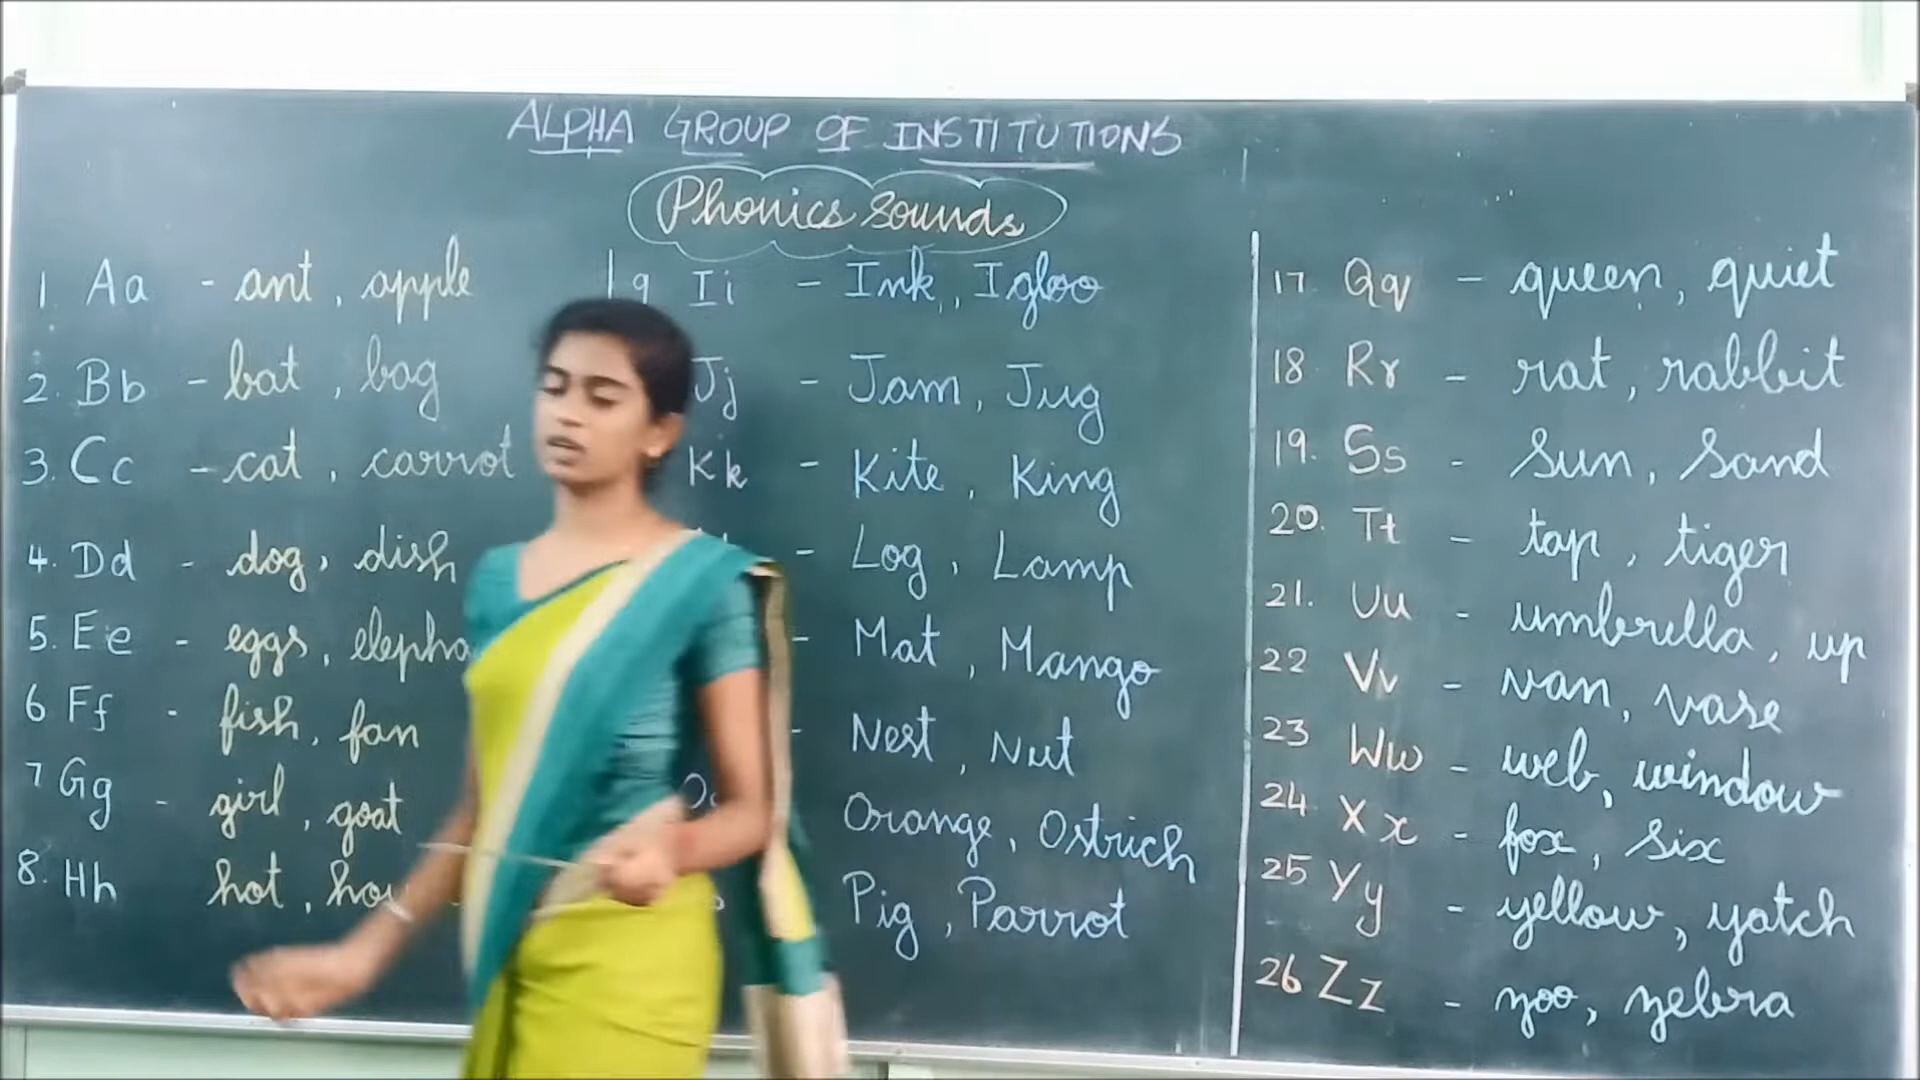 ALPHA GROUP OF INSTITUTIONS
Phonics sounds
1. Aa - ant, apple
2. Bb - bat, bag
3. Cc - cat, carrot
4. Dd - dog, dish
5. Ee - eggs, elepha
6 Ff - fish, fan
7 Gg - girl, goat
8. Hh hot,
9 Ii - Ink, Igloo
Jj - Jam, Jug
Kk - Kite, King
- Log, Lamp
- Mat, Mango
- Nest, Nut
Orange, Ostrich
Pig, Parrot
17 Qq - queen, quiet
18 Rr - rat, rabbit
19. Ss - sun, sand
20. Tt - tap, tiger
21. Uu - umbrella, up
22 Vv - van, vase
23 Ww - web, window
24 Xx - fox, six
25 Yy - yellow, yatch
26 Zz - zoo, zebra